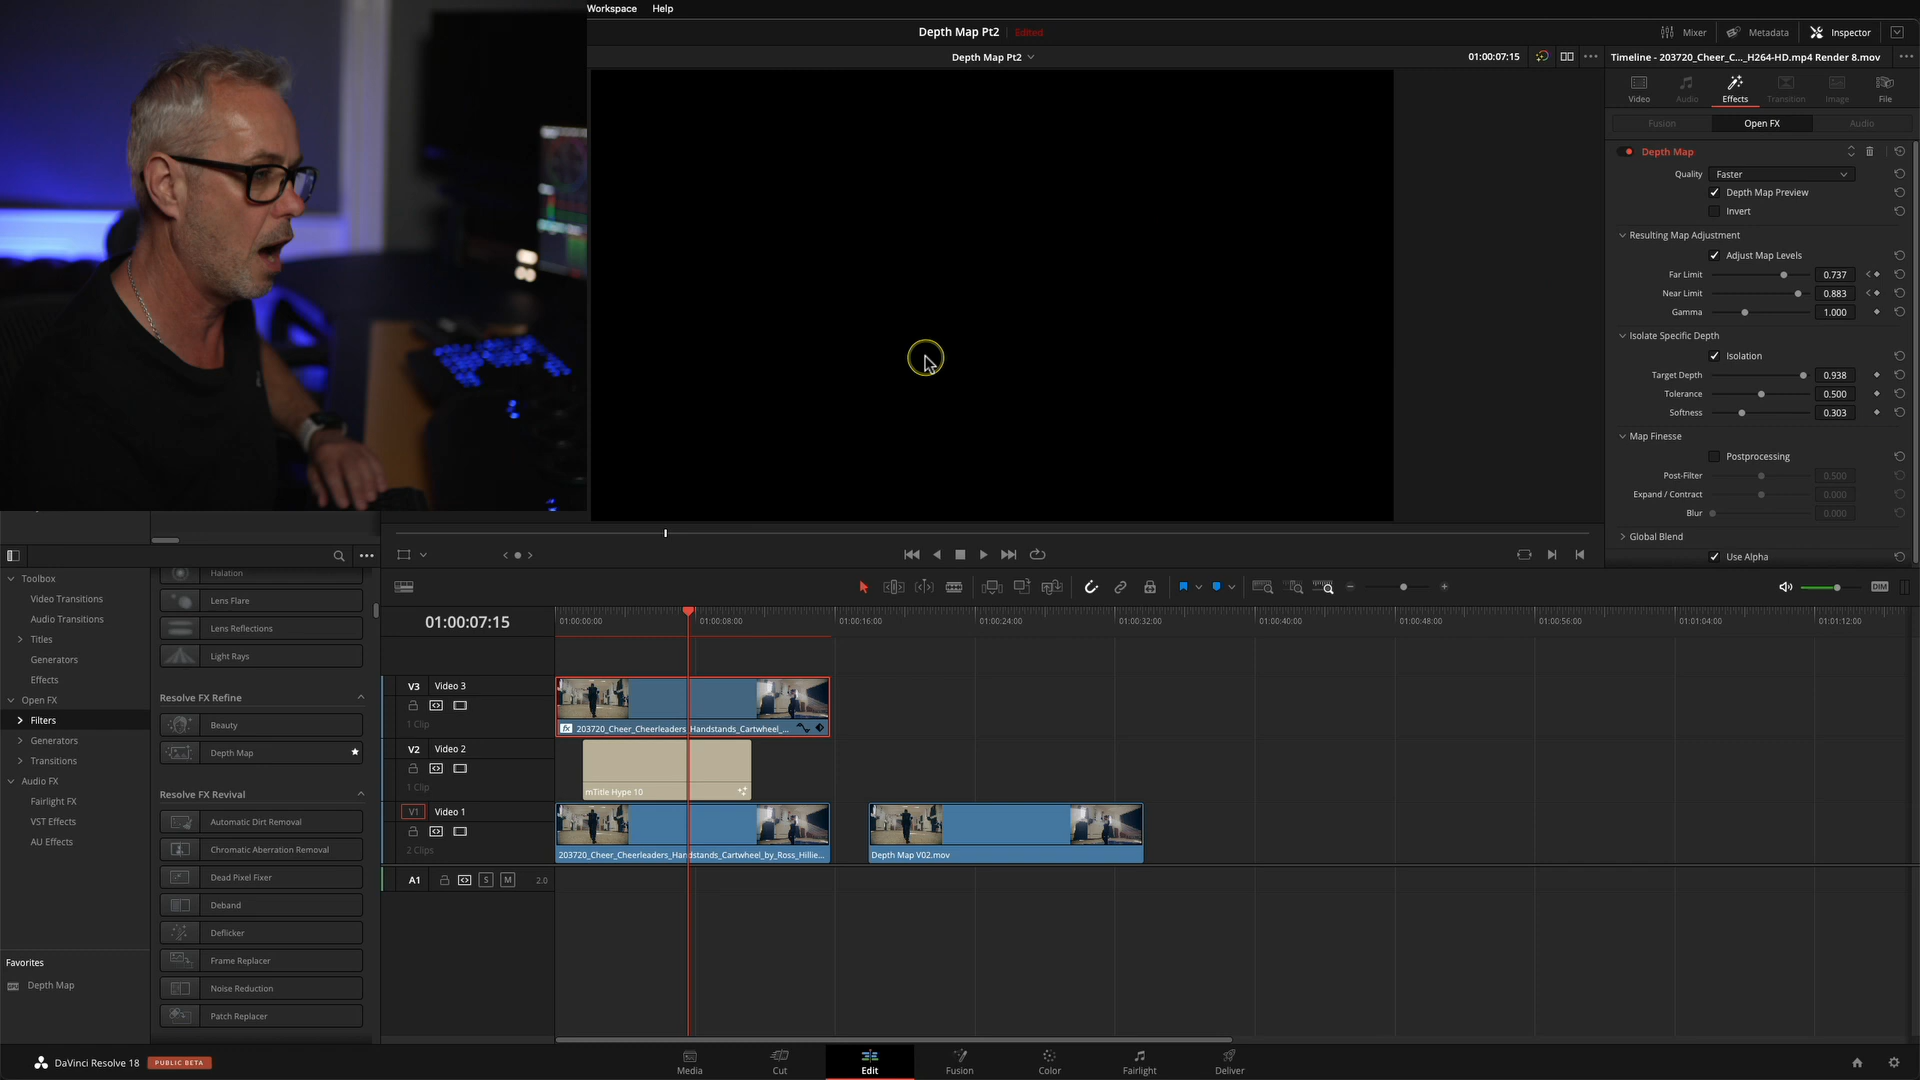 Workspace Help
Depth Map Pt2 Edited
Mixer Metadata Inspector
Depth Map Pt2
01:00:07:15
Timeline - 203720_Cheer_C..._H264-HD.mp4 Render 8.mov
Video Audio Effects Transition Image File
Fusion Open FX Audio
Depth Map
Quality Faster
Depth Map Preview
Invert
Resulting Map Adjustment
Adjust Map Levels
Far Limit 0.737
Near Limit 0.883
Gamma 1.000
Isolate Specific Depth
Isolation
Target Depth 0.938
Tolerance 0.500
Softness 0.303
Map Finesse
Postprocessing
Post-Filter 0.500
Expand / Contract 0.000
Blur 0.000
Global Blend
Use Alpha
Toolbox
Video Transitions
Audio Transitions
Titles
Generators
Effects
Open FX
Filters
Generators
Transitions
Audio FX
Fairlight FX
VST Effects
AU Effects
Favorites
Depth Map
Halation
Lens Flare
Lens Reflections
Light Rays
Resolve FX Refine
Beauty
Depth Map
Resolve FX Revival
Automatic Dirt Removal
Chromatic Aberration Removal
Dead Pixel Fixer
Deband
Deflicker
Frame Replacer
Noise Reduction
Patch Replacer
DIM
01:00:07:15
01:00:00:00 01:00:08:00 01:00:16:00 01:00:24:00 01:00:32:00 01:00:40:00 01:00:48:00 01:00:56:00 01:01:04:00 01:01:12:00
V3 Video 3
1 Clip
203720_Cheer_Cheerleaders_Handstands_Cartwheel_...
V2 Video 2
1 Clip
mTitle Hype 10
V1 Video 1
2 Clips
203720_Cheer_Cheerleaders_Handstands_Cartwheel_by_Ross_Hillie...
Depth Map V02.mov
A1 S M 2.0
DaVinci Resolve 18 PUBLIC BETA
Media Cut Edit Fusion Color Fairlight Deliver